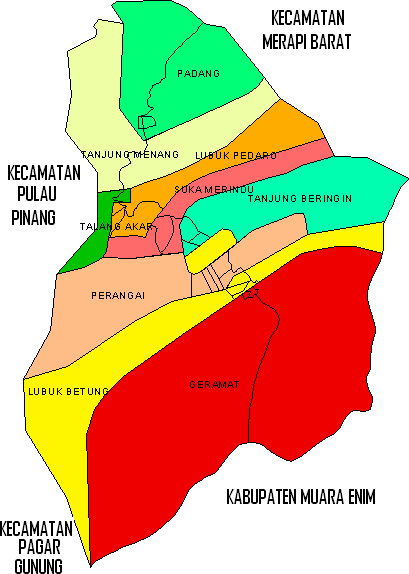 KECAMATAN
MERAPI BARAT
PADANG
TANJUNG MENANG
LUBUK PEDARO
KECAMATAN
PULAU
PINANG
SUKA MERINDU
TANJUNG BERINGIN
TALANG AKAR
PERANGAI
LUBUK BETUNG
GERAMAT
KABUPATEN MUARA ENIM
KECAMATAN
PAGAR
GUNUNG